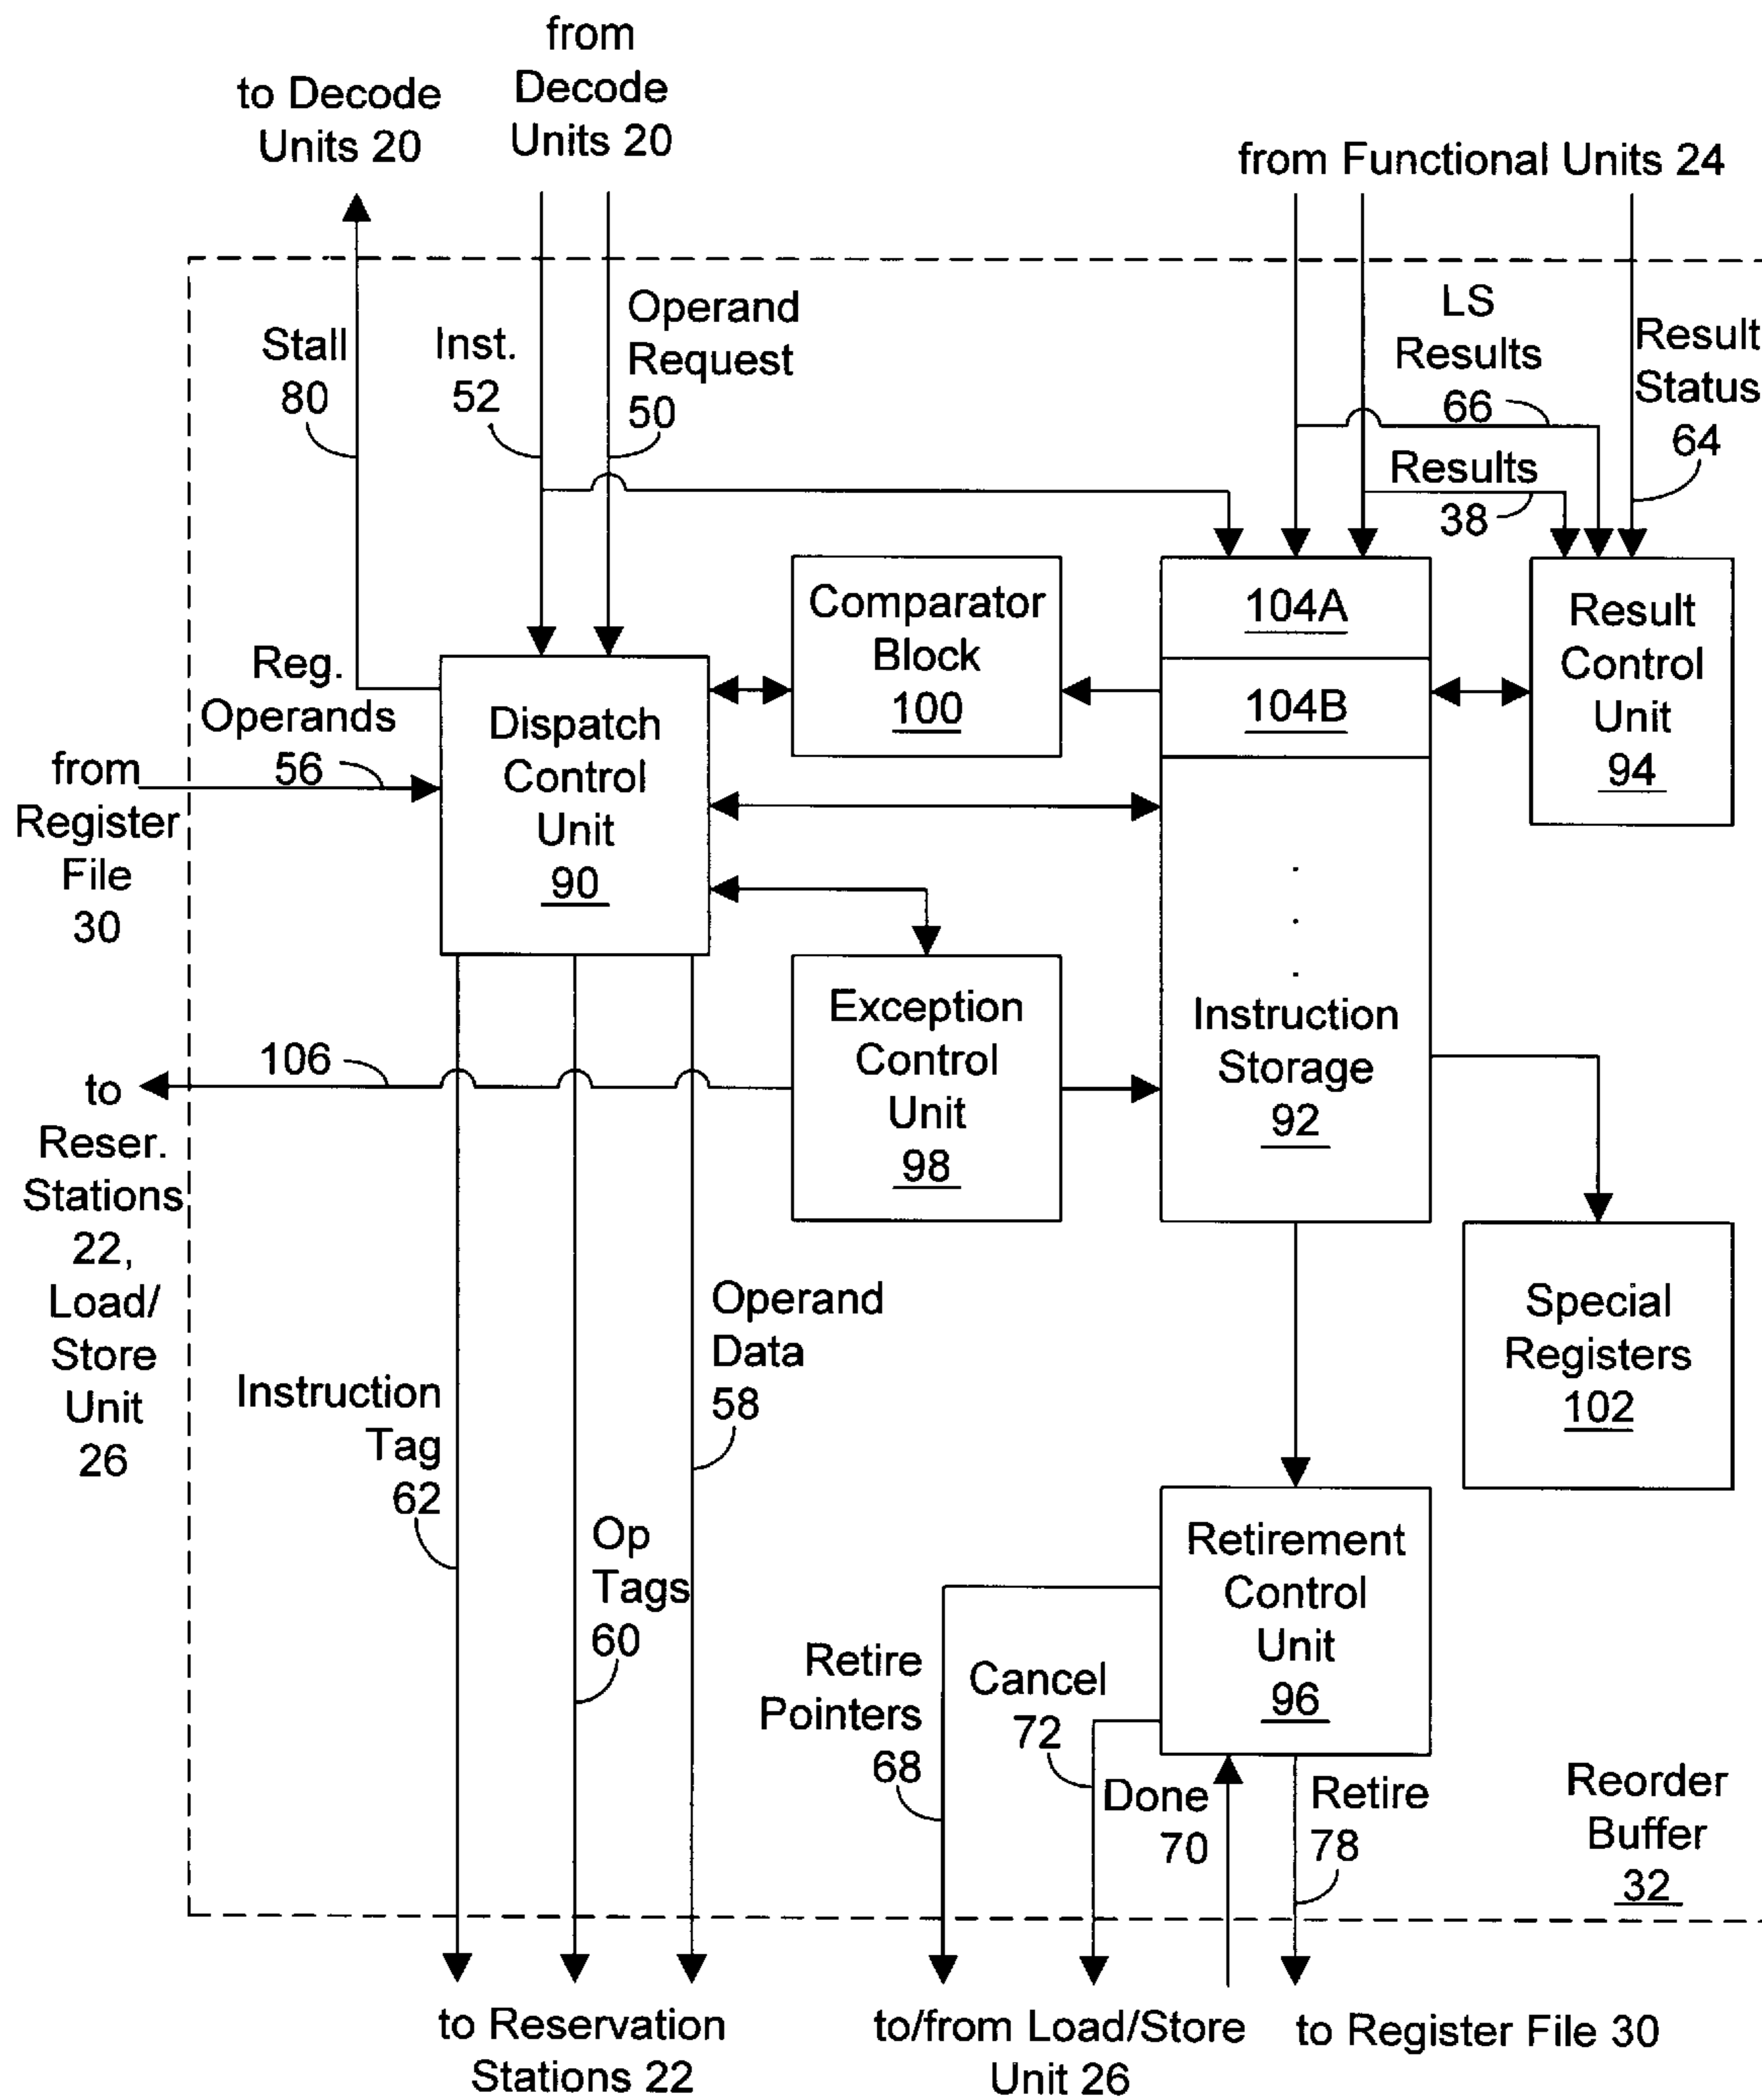 from
Decode
Units 20
to Decode
Units 20
from Functional Units 24
Operand
Request
50
Stall
80
Inst.
52
LS
Results
66
Result
Status
64
Results
38
Comparator
Block
100
104A
104B
Result
Control
Unit
94
Reg.
Operands
56
from
Register
File
30
Dispatch
Control
Unit
90
.
.
.
Instruction
Storage
92
Exception
Control
Unit
98
106
to
Reser.
Stations
22,
Load/
Store
Unit
26
Special
Registers
102
Operand
Data
58
Instruction
Tag
62
Op
Tags
60
Retirement
Control
Unit
96
Retire
Pointers
68
Cancel
72
Done
70
Retire
78
Reorder
Buffer
32
to Reservation
Stations 22
to/from Load/Store
Unit 26
to Register File 30